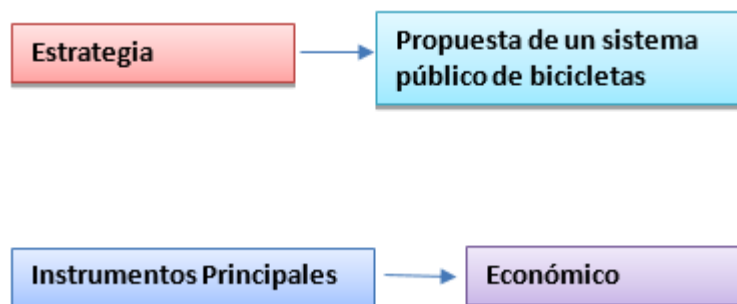 Estrategia
Propuesta de un sistema
público de bicicletas
Instrumentos Principales
Económico